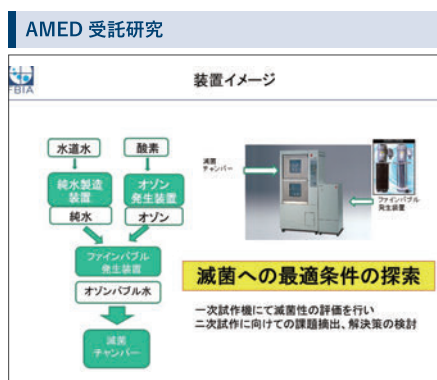 AMED 受託研究
FBIA
装置イメージ
水道水
酸素
純水製造
装置
オゾン
発生装置
純水
オゾン
ファインバブル
発生装置
オゾンバブル水
滅菌
チャンバー
滅菌
チャンバー
ファインバブル
発生装置
滅菌への最適条件の探索
一次試作機にて滅菌性の評価を行い
二次試作に向けての課題抽出、解決策の検討